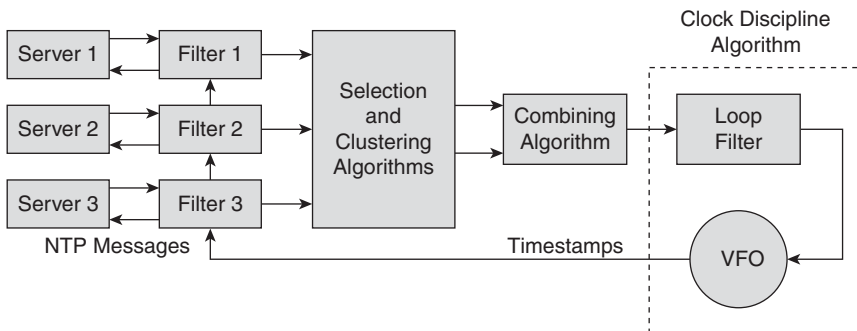 Clock Discipline
Algorithm
Server 1
Filter 1
Server 2
Filter 2
Server 3
Filter 3
NTP Messages
Selection
and
Clustering
Algorithms
Combining
Algorithm
Loop
Filter
Timestamps
VFO